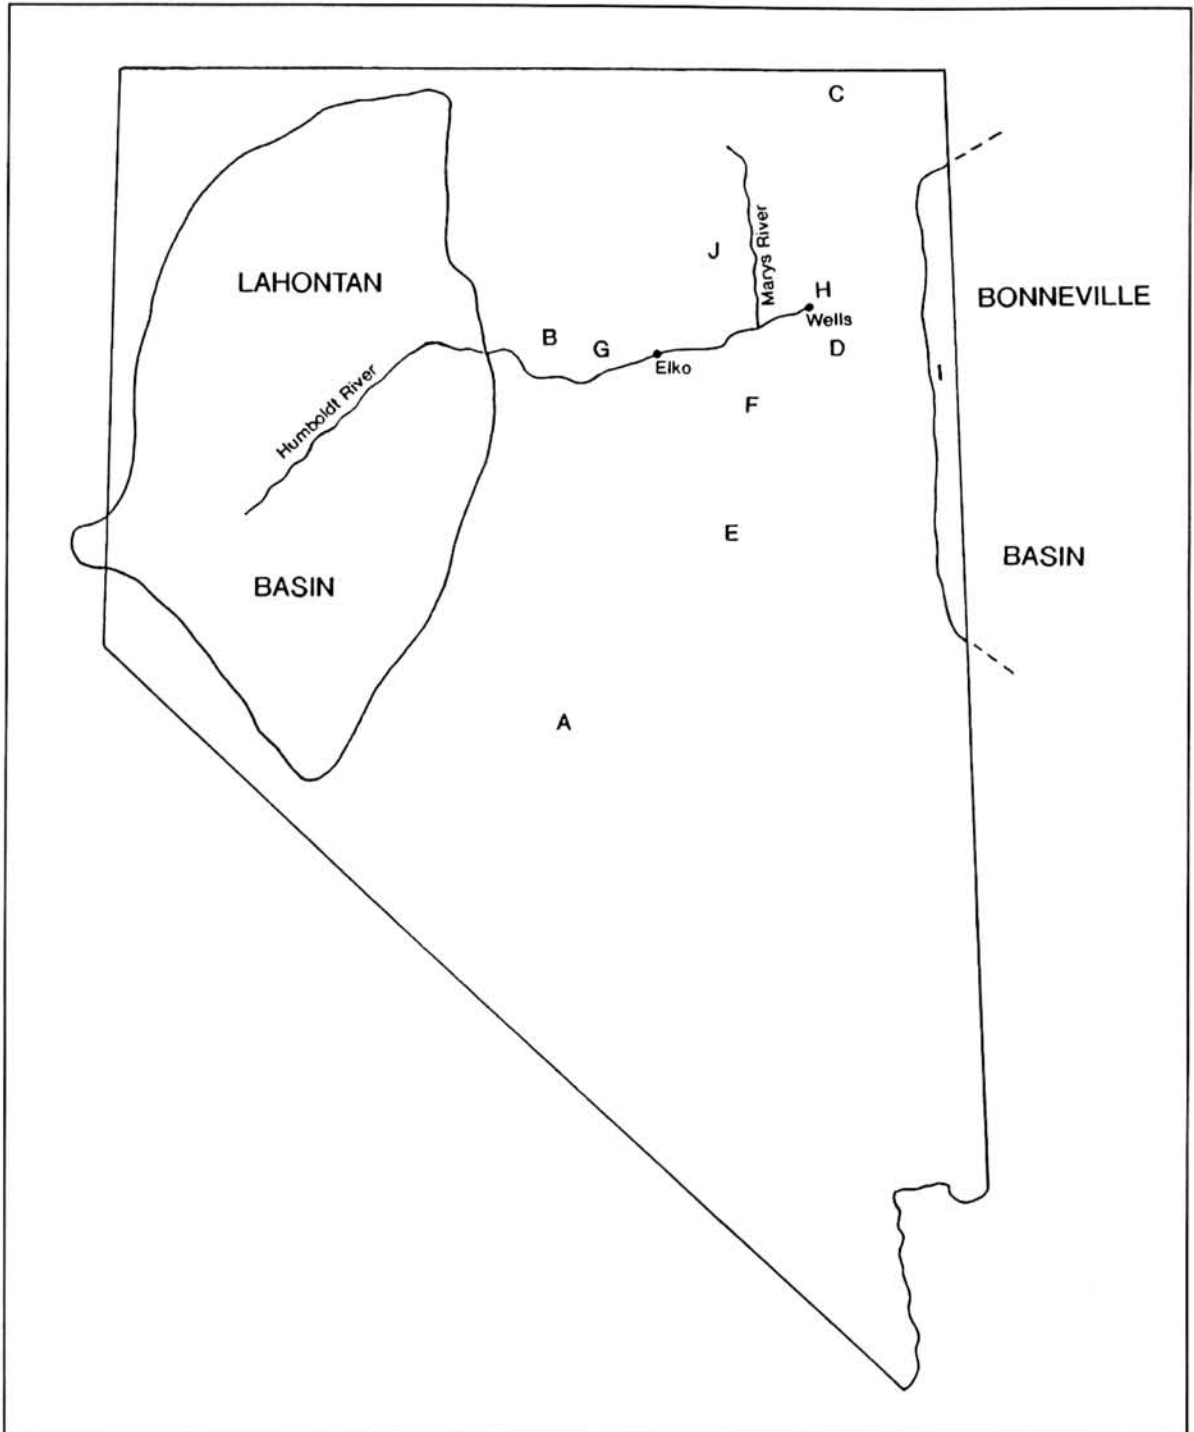 C
Marys River
J
LAHONTAN
H
BONNEVILLE
Wells
B
G
D
Elko
I
Humboldt River
F
E
BASIN
BASIN
A